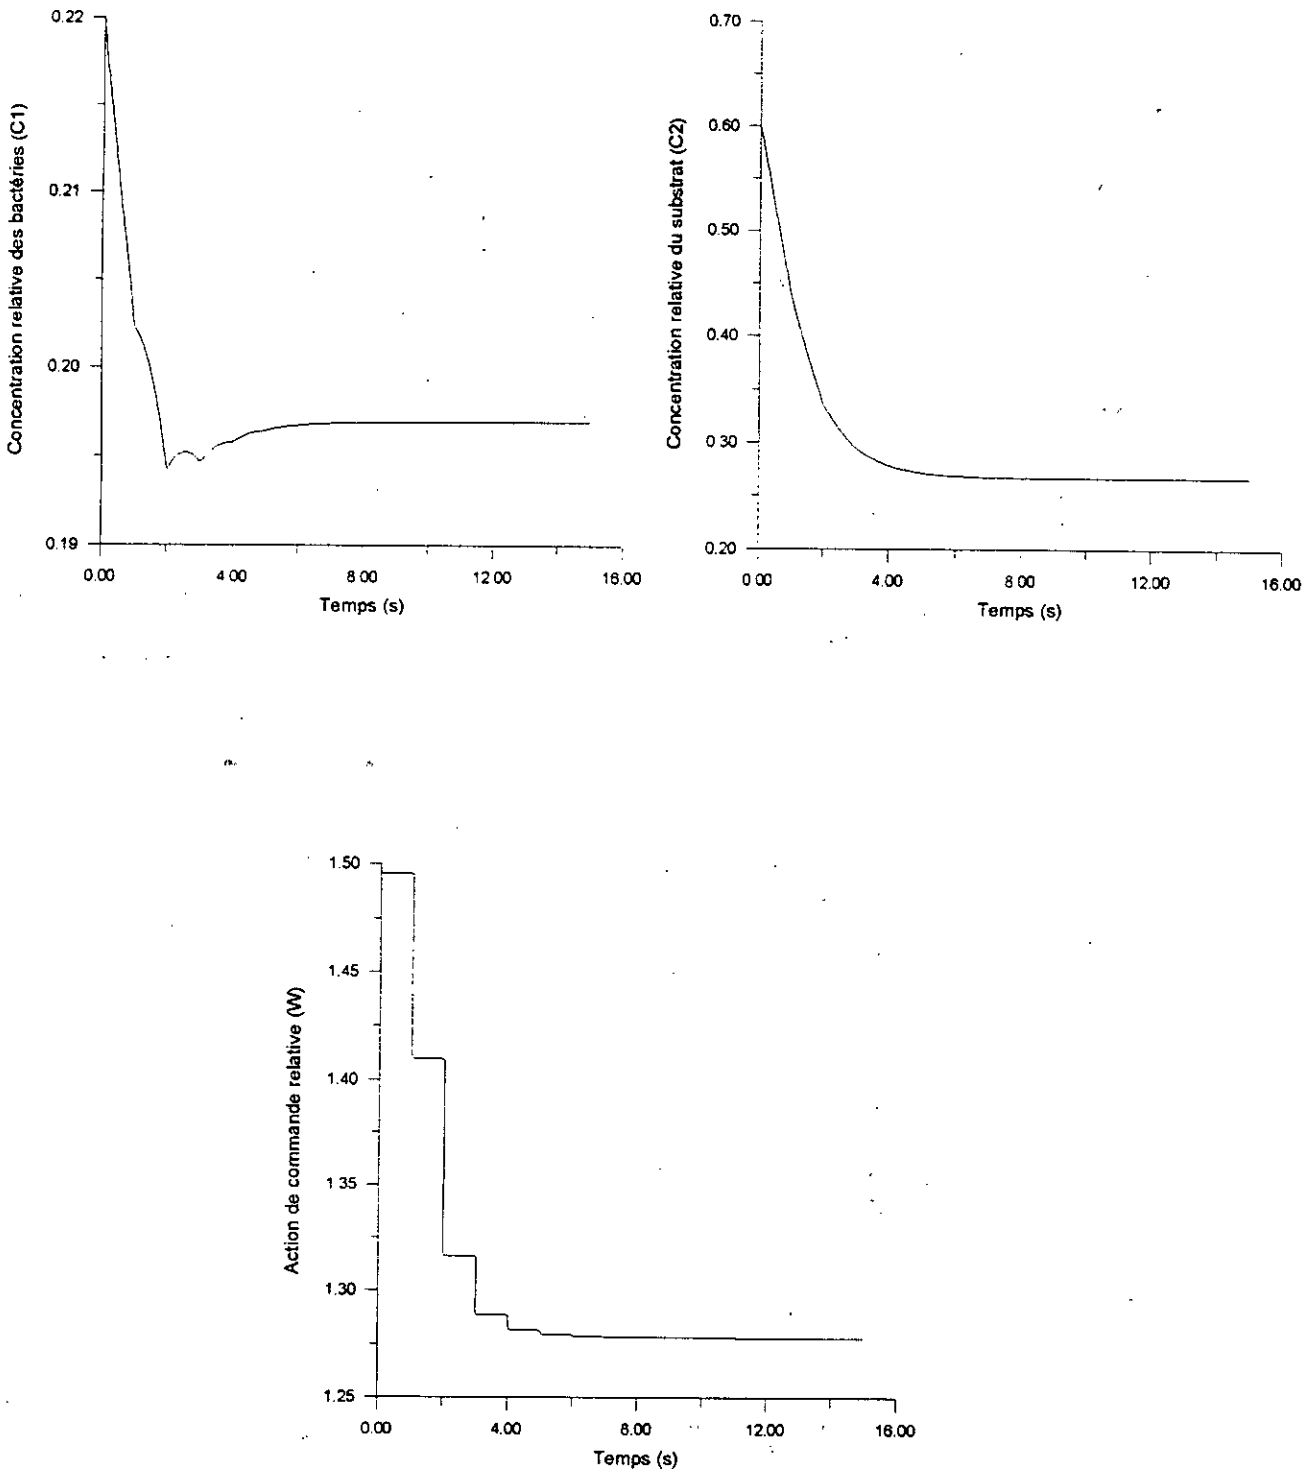 Concentration relative des bactéries (C1)
0.22
0.21
0.20
0.19
0.00 4.00 8.00 12.00 16.00
Temps (s)
Concentration relative du substrat (C2)
0.70
0.60
0.50
0.40
0.30
0.20
0.00 4.00 8.00 12.00 16.00
Temps (s)
Action de commande relative (W)
1.50
1.45
1.40
1.35
1.30
1.25
0.00 4.00 8.00 12.00 16.00
Temps (s)